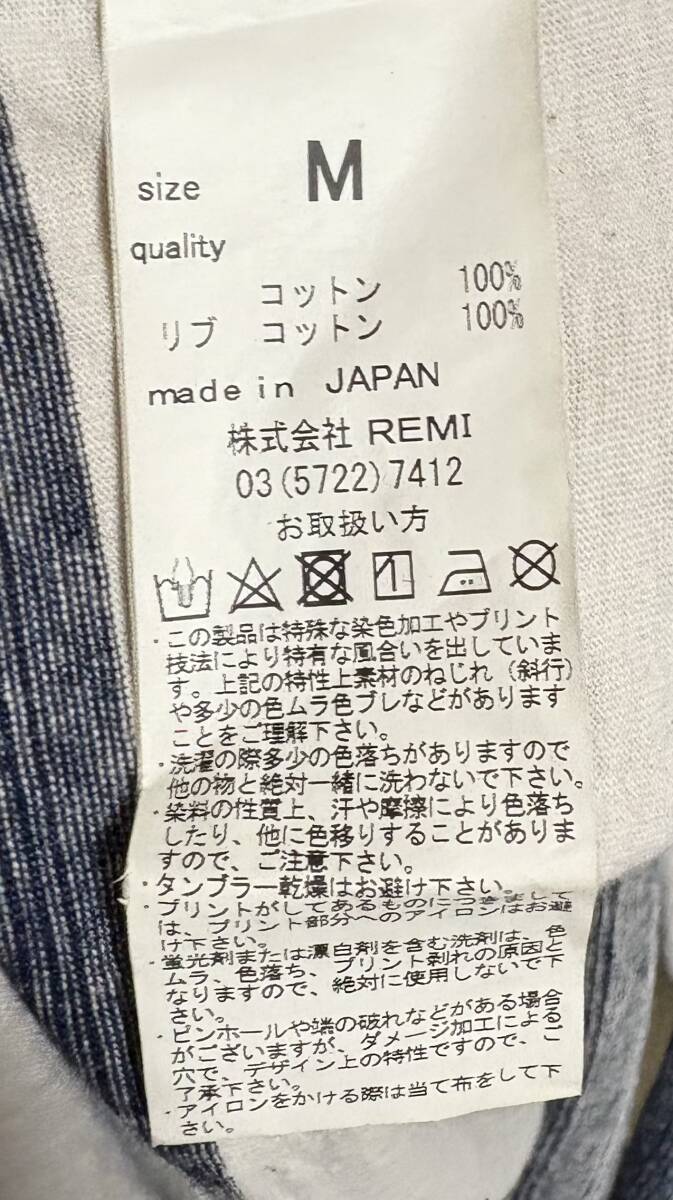 size M
quality
コットン 100%
リブ コットン 100%
made in JAPAN
株式会社 REMI
03(5722)7412
お取扱い方
・この製品は特殊な染色加工やプリント
技法により特有な風合いを出していま
す。上記の特性上素材のねじれ(斜行)
や多少の色ムラ色ブレなどがあります
ことをご理解下さい。
・洗濯の際多少の色落ちがありますので
他の物と絶対一緒に洗わないで下さい。
・染料の性質上、汗や摩擦により色落ち
したり、他に色移りすることがありま
すので、ご注意下さい。
・タンブラー乾燥はお避け下さい。
・プリントがしてあるものにつきまして
は、プリント部分へのアイロンはお避
け下さい。
・蛍光剤または漂白剤を含む洗剤は、色
ムラ、色落ち、プリント剥れの原因と
なりますので、絶対に使用しないで下
さい。
・ピンホールや端の破れなどがある場合
がございますが、ダメージ加工による
穴で、デザイン上の特性ですので、ご
了承下さい。
・アイロンをかける際は当て布をして下
さい。